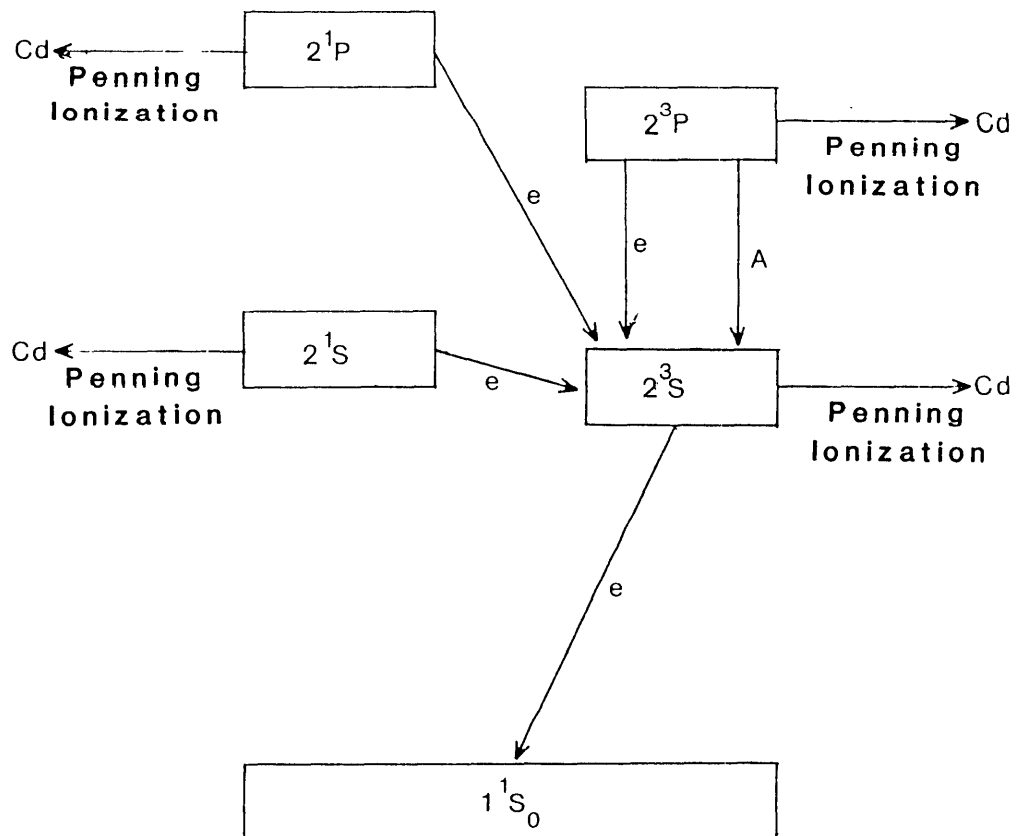 2¹P
Cd
Penning
Ionization
2³P
Cd
Penning
Ionization
e
e
A
2¹S
Cd
Penning
Ionization
e
2³S
Cd
Penning
Ionization
e
1¹S₀